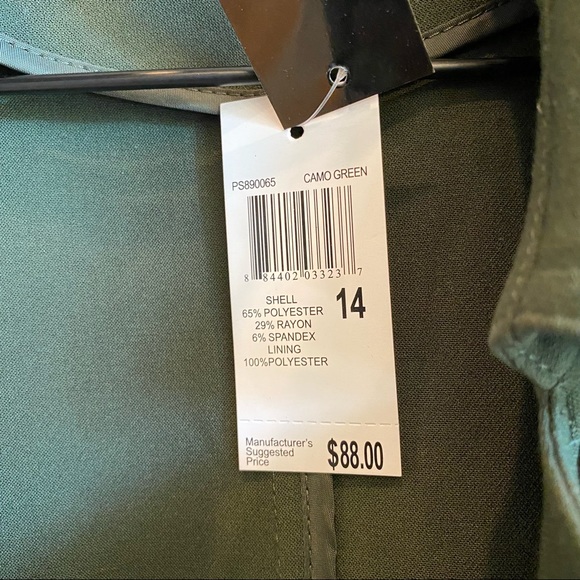 PS890065 CAMO GREEN
8 84402 03323 7
SHELL
65% POLYESTER 14
29% RAYON
6% SPANDEX
LINING
100%POLYESTER
Manufacturer's
Suggested
Price $88.00